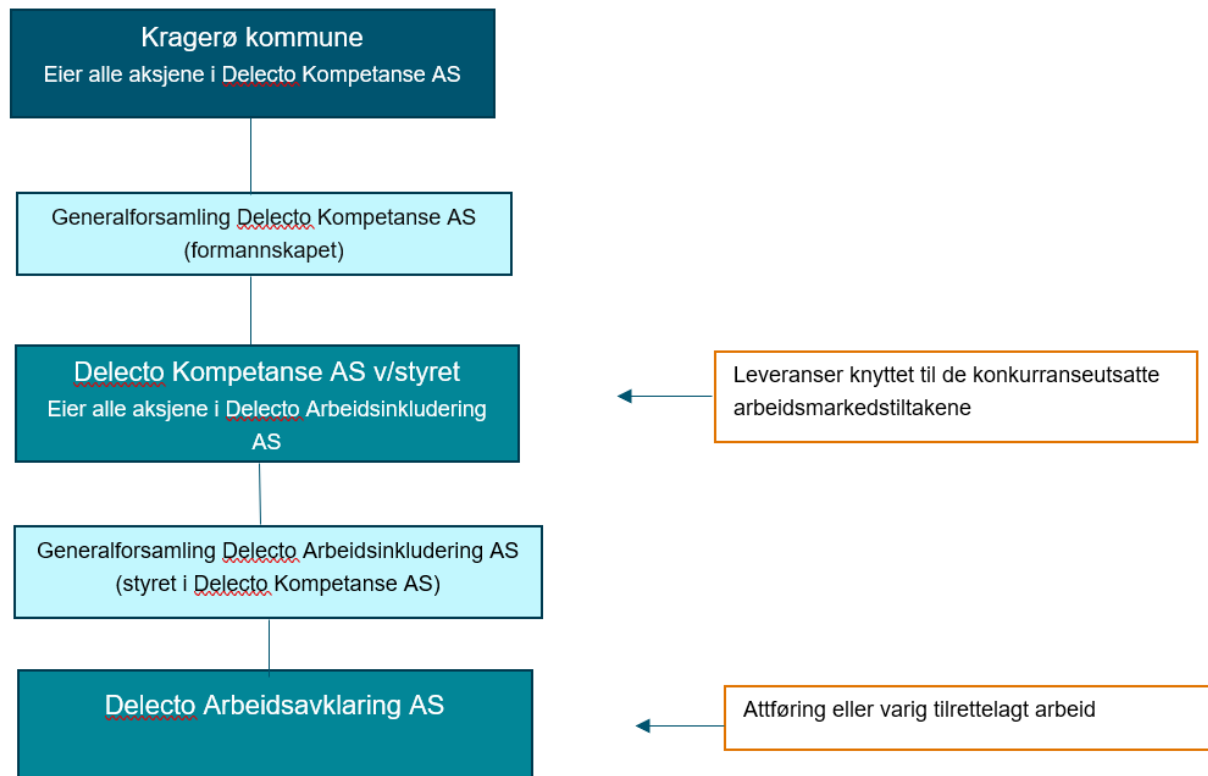 Kragerø kommune
Eier alle aksjene i Delecto Kompetanse AS
Generalforsamling Delecto Kompetanse AS
(formannskapet)
Delecto Kompetanse AS v/styret
Eier alle aksjene i Delecto Arbeidsinkludering
AS
Leveranser knyttet til de konkurranseutsatte
arbeidsmarkedstiltakene
Generalforsamling Delecto Arbeidsinkludering AS
(styret i Delecto Kompetanse AS)
Delecto Arbeidsavklaring AS
Attføring eller varig tilrettelagt arbeid